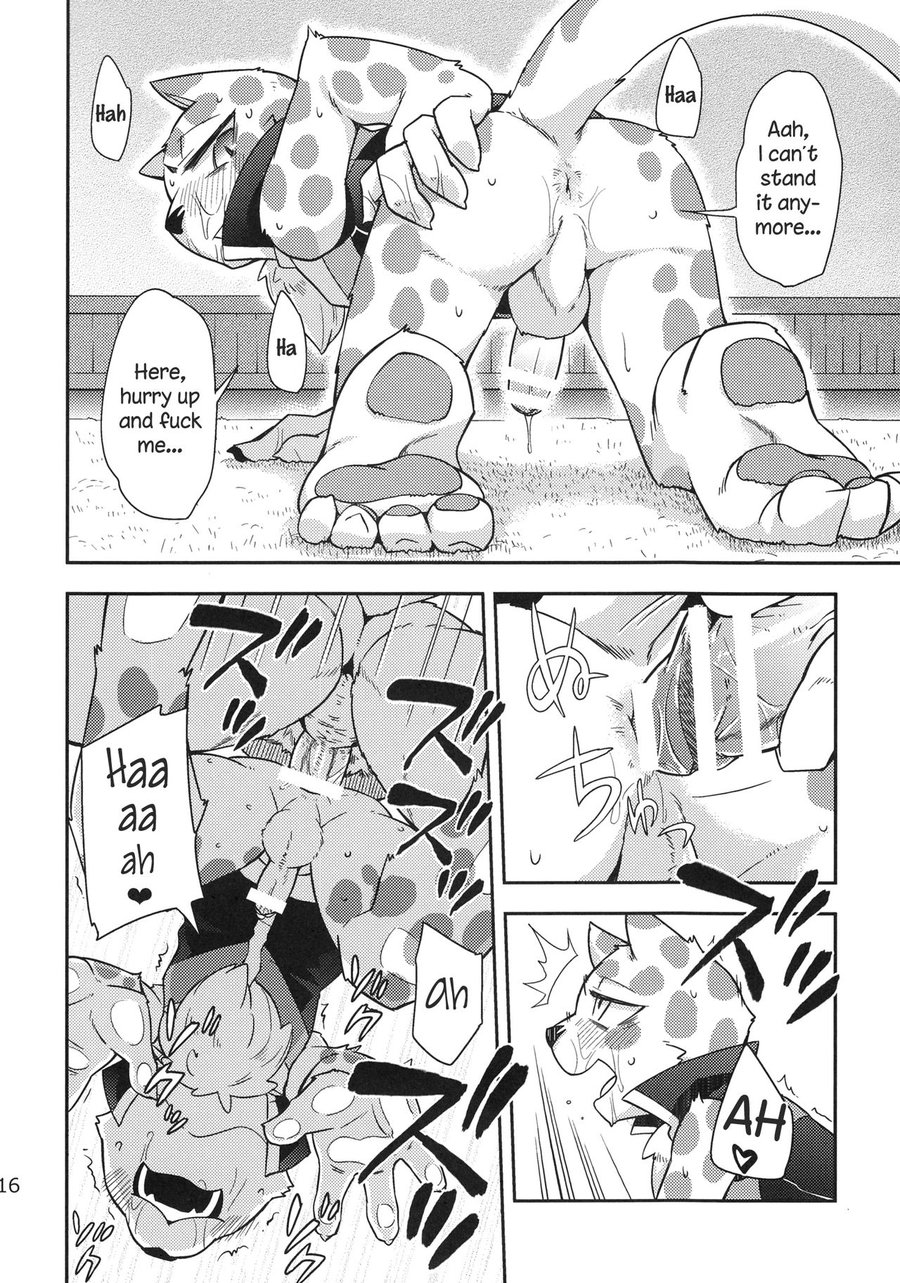 Aah,
I can't
stand
it any-
more...
Haa
Hah
Ha
Here,
hurry up
and fuck
me...
ぬ
ちゅっ
ズ
AH
ズズズ
Haa
aa
ah
ah
ズ
16